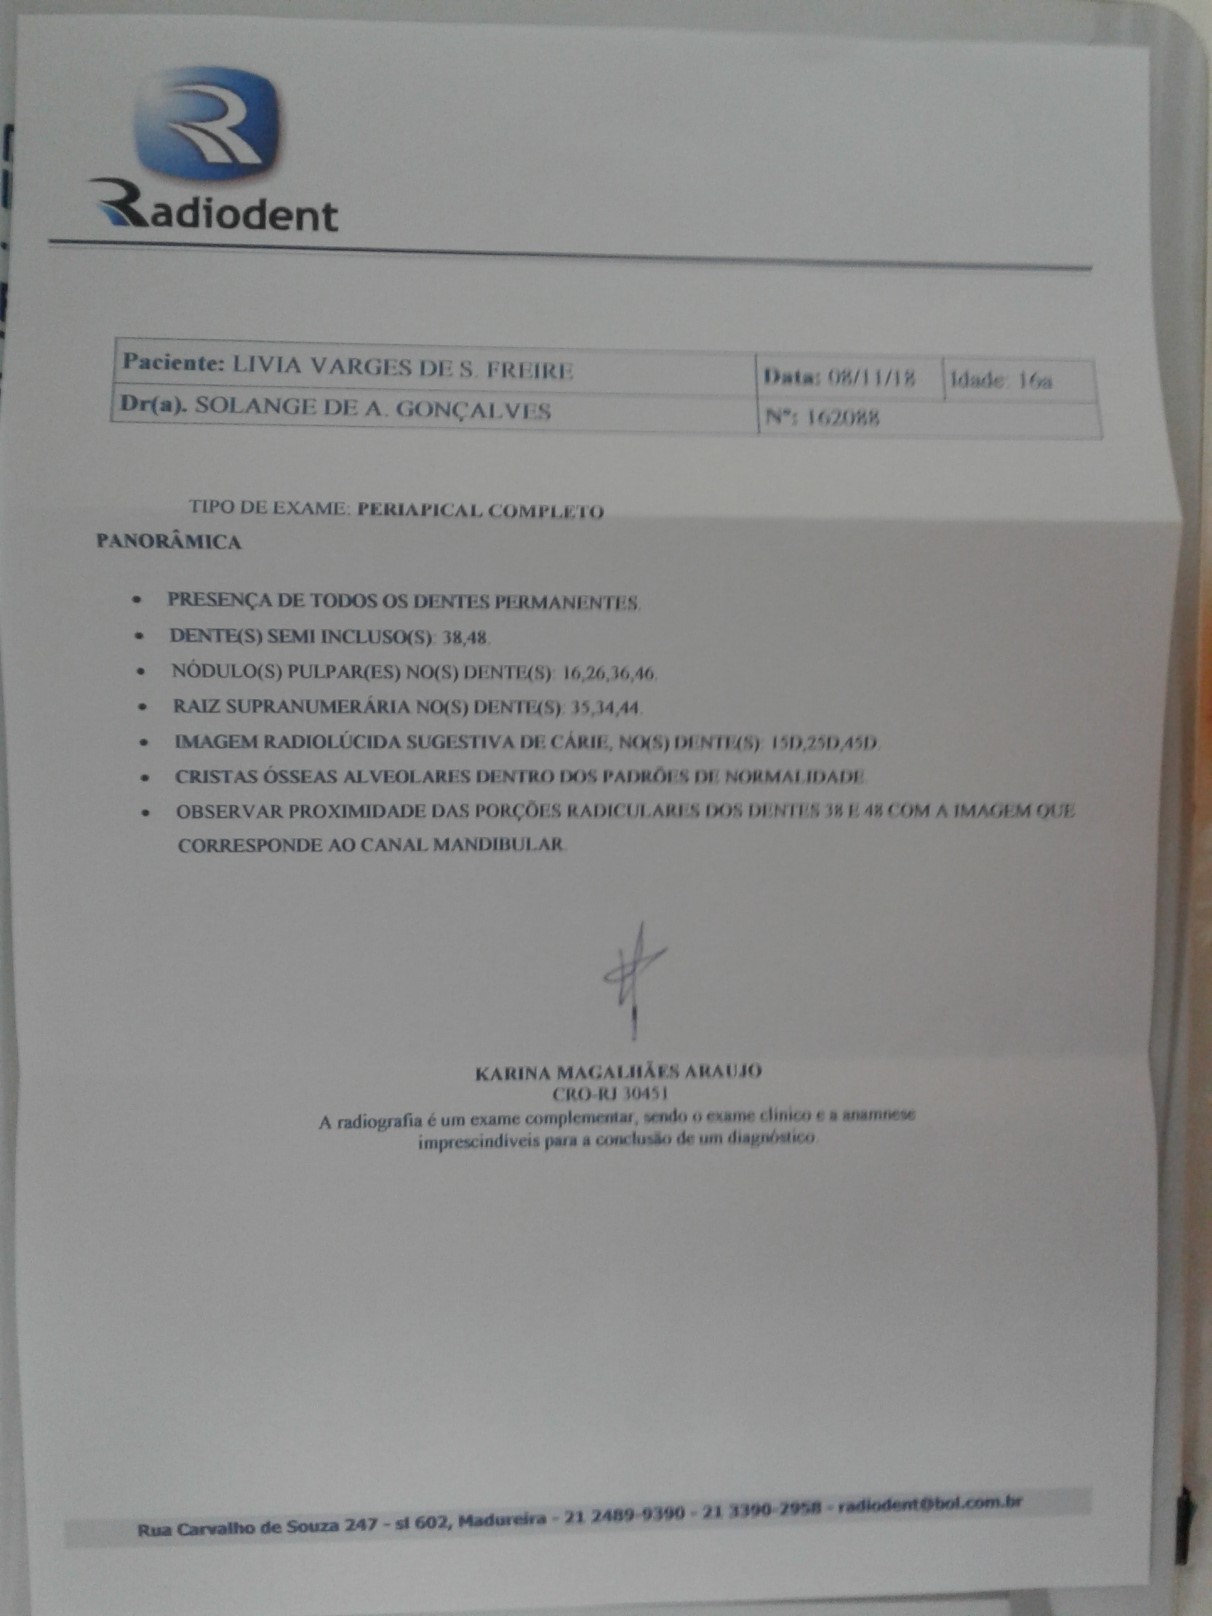 Radiodent
Paciente: LIVIA VARGES DE S. FREIRE
Data: 08/11/18
Idade: 16a
Dr(a). SOLANGE DE A. GONÇALVES
Nº: 162088
TIPO DE EXAME: PERIAPICAL COMPLETO
PANORÂMICA
• PRESENÇA DE TODOS OS DENTES PERMANENTES.
• DENTE(S) SEMI INCLUSO(S): 38,48.
• NÓDULO(S) PULPAR(ES) NO(S) DENTE(S): 16,26,36,46.
• RAIZ SUPRANUMERÁRIA NO(S) DENTE(S): 35,34,44.
• IMAGEM RADIOLÚCIDA SUGESTIVA DE CÁRIE, NO(S) DENTE(S): 15D,25D,45D.
• CRISTAS ÓSSEAS ALVEOLARES DENTRO DOS PADRÕES DE NORMALIDADE.
• OBSERVAR PROXIMIDADE DAS PORÇÕES RADICULARES DOS DENTES 38 E 48 COM A IMAGEM QUE
CORRESPONDE AO CANAL MANDIBULAR.
KARINA MAGALHÃES ARAUJO
CRO-RJ 30451
A radiografia é um exame complementar, sendo o exame clínico e a anamnese
imprescindíveis para a conclusão de um diagnóstico.
Rua Carvalho de Souza 247 - sl 602, Madureira - 21 2489-9390 - 21 3390-2958 - radiodent@bol.com.br